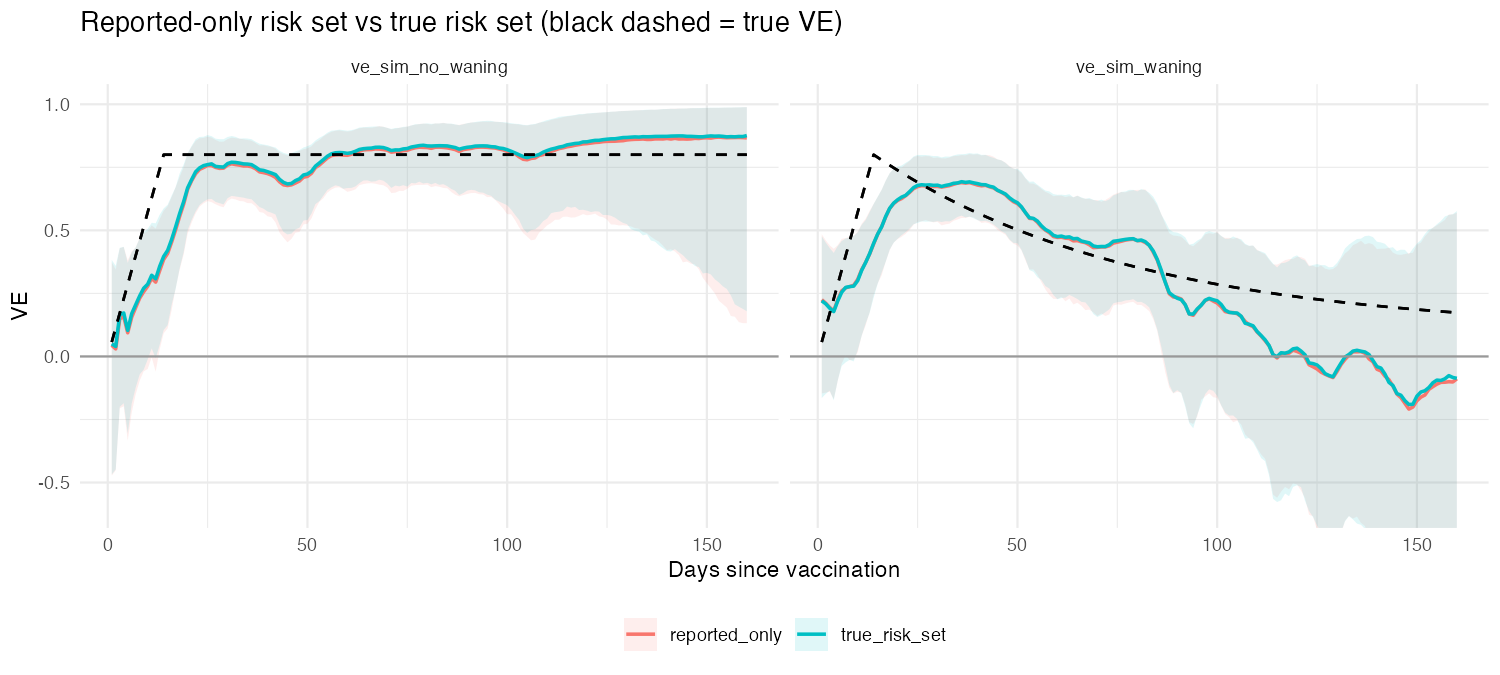 Reported-only risk set vs true risk set (black dashed = true VE)
ve_sim_no_waning
ve_sim_waning
VE
1.0
0.5
0.0
-0.5
0 50 100 150
0 50 100 150
Days since vaccination
reported_only true_risk_set